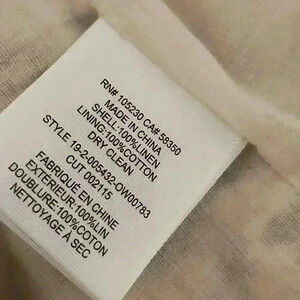 RN# 105230 CA# 59350
MADE IN CHINA
SHELL:100%LINEN
LINING:100%COTTON
DRY CLEAN
STYLE 19-2-005432-OW00783
CUT 002115
FABRIQUÉ EN CHINE
EXTÉRIEUR:100%LIN
DOUBLURE:100%COTON
NETTOYAGE À SEC